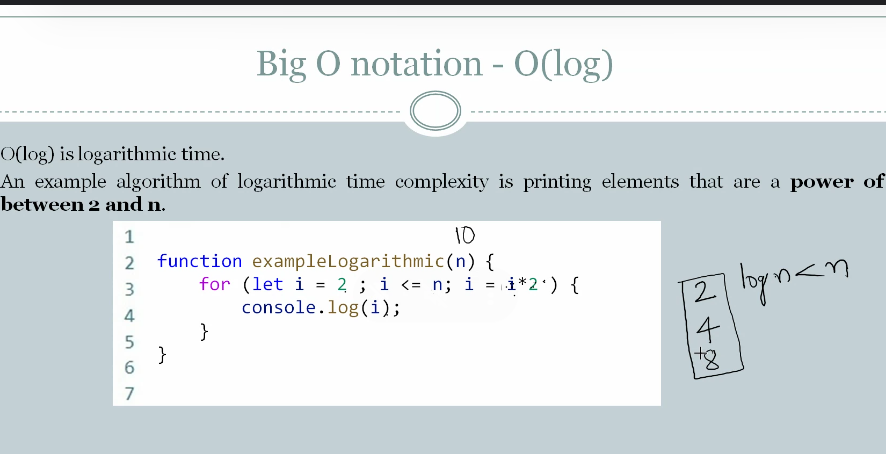 Big O notation - O(log)
O(log) is logarithmic time.
An example algorithm of logarithmic time complexity is printing elements that are a power of
between 2 and n.
10
1
2 function exampleLogarithmic(n) {
3 for (let i = 2 ; i <= n; i = i*2 ) {
4 console.log(i);
5 }
6 }
7
log n < n
2
4
+8